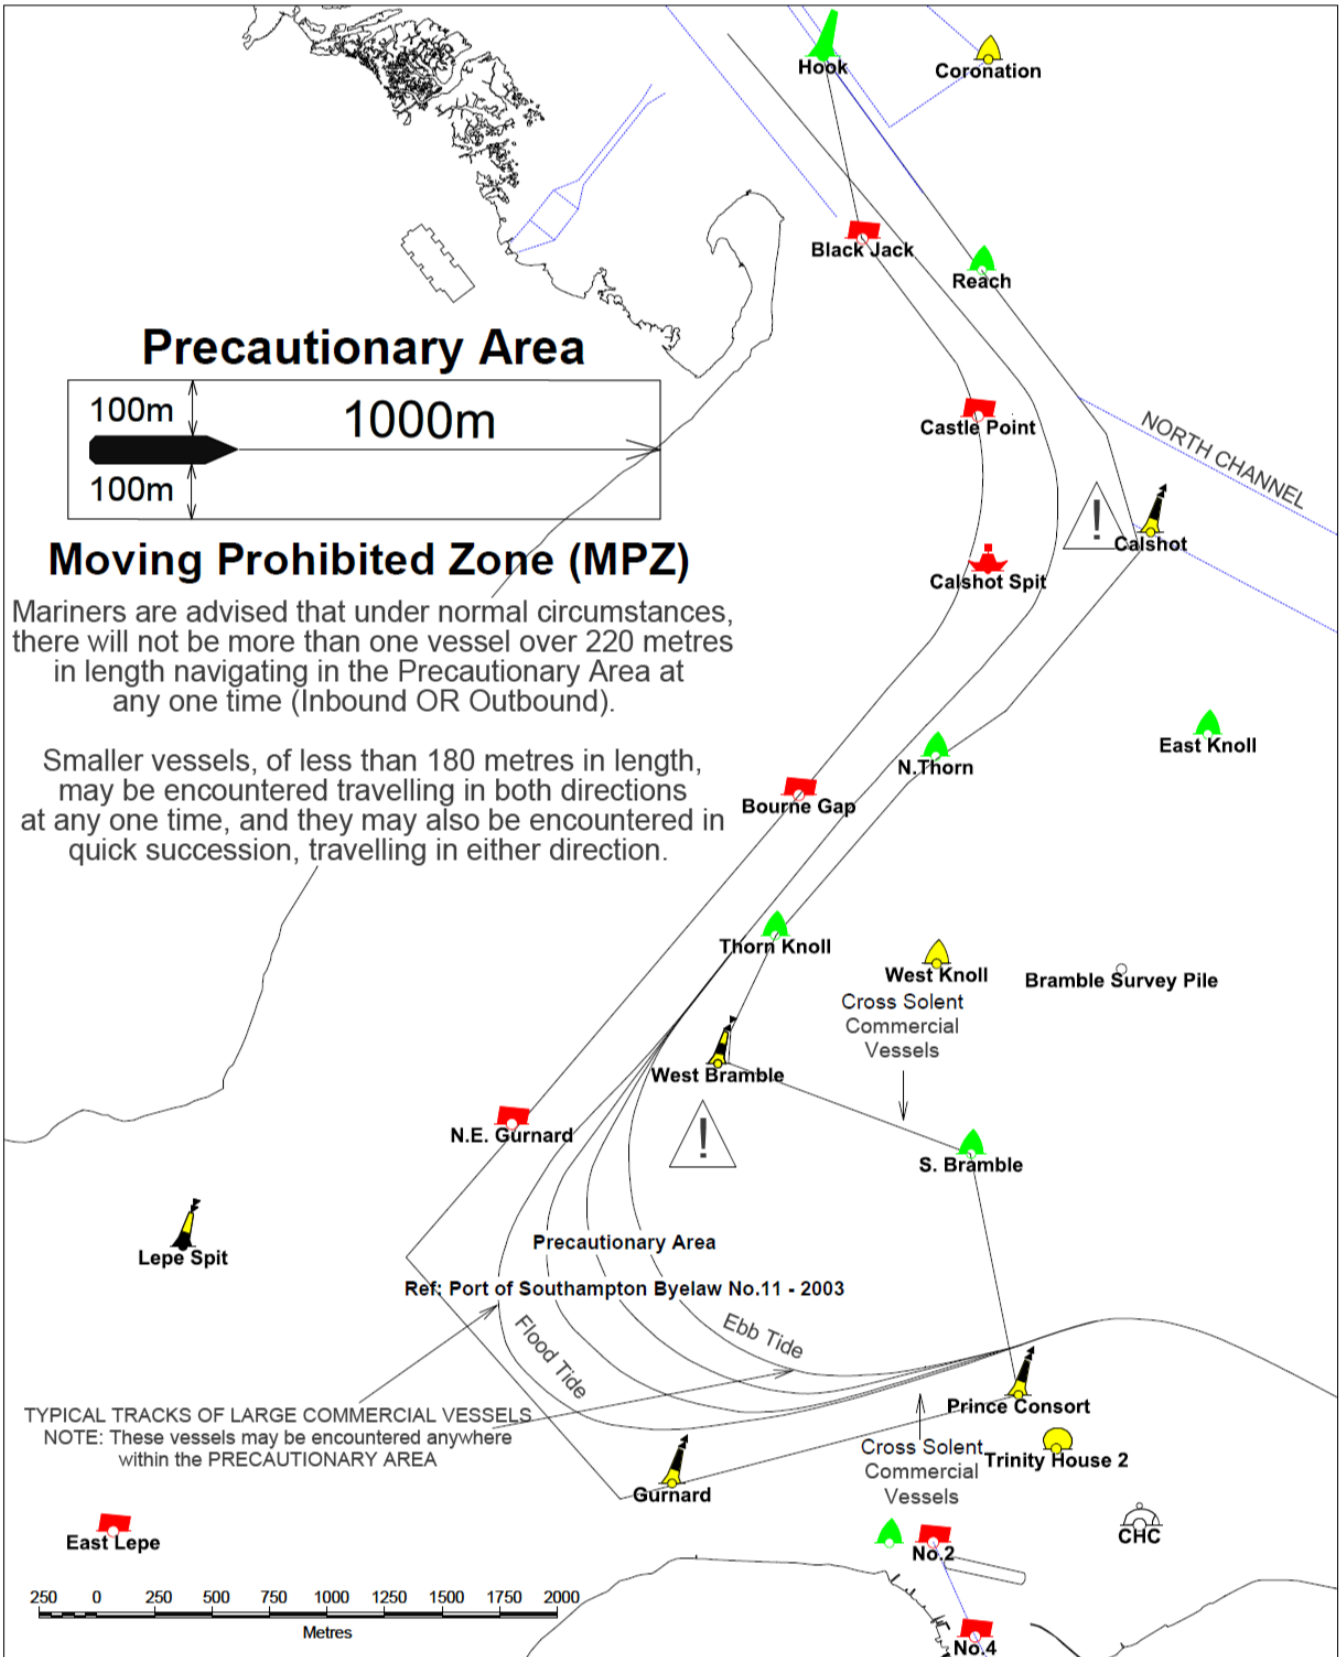 Hook
Coronation
Black Jack
Reach
Precautionary Area
100m
1000m
100m
Castle Point
NORTH CHANNEL
!
Calshot
Moving Prohibited Zone (MPZ)
Calshot Spit
Mariners are advised that under normal circumstances,
there will not be more than one vessel over 220 metres
in length navigating in the Precautionary Area at
any one time (Inbound OR Outbound).
East Knoll
N.Thorn
Smaller vessels, of less than 180 metres in length,
may be encountered travelling in both directions
at any one time, and they may also be encountered in
quick succession, travelling in either direction.
Bourne Gap
Thorn Knoll
West Knoll
Bramble Survey Pile
Cross Solent
Commercial
Vessels
West Bramble
!
N.E. Gurnard
S. Bramble
Lepe Spit
Precautionary Area
Ref: Port of Southampton Byelaw No.11 - 2003
Flood Tide
Ebb Tide
TYPICAL TRACKS OF LARGE COMMERCIAL VESSELS
NOTE: These vessels may be encountered anywhere
within the PRECAUTIONARY AREA
Prince Consort
Cross Solent
Commercial
Vessels
Trinity House 2
Gurnard
CHC
East Lepe
No.2
250 0 250 500 750 1000 1250 1500 1750 2000
Metres
No.4